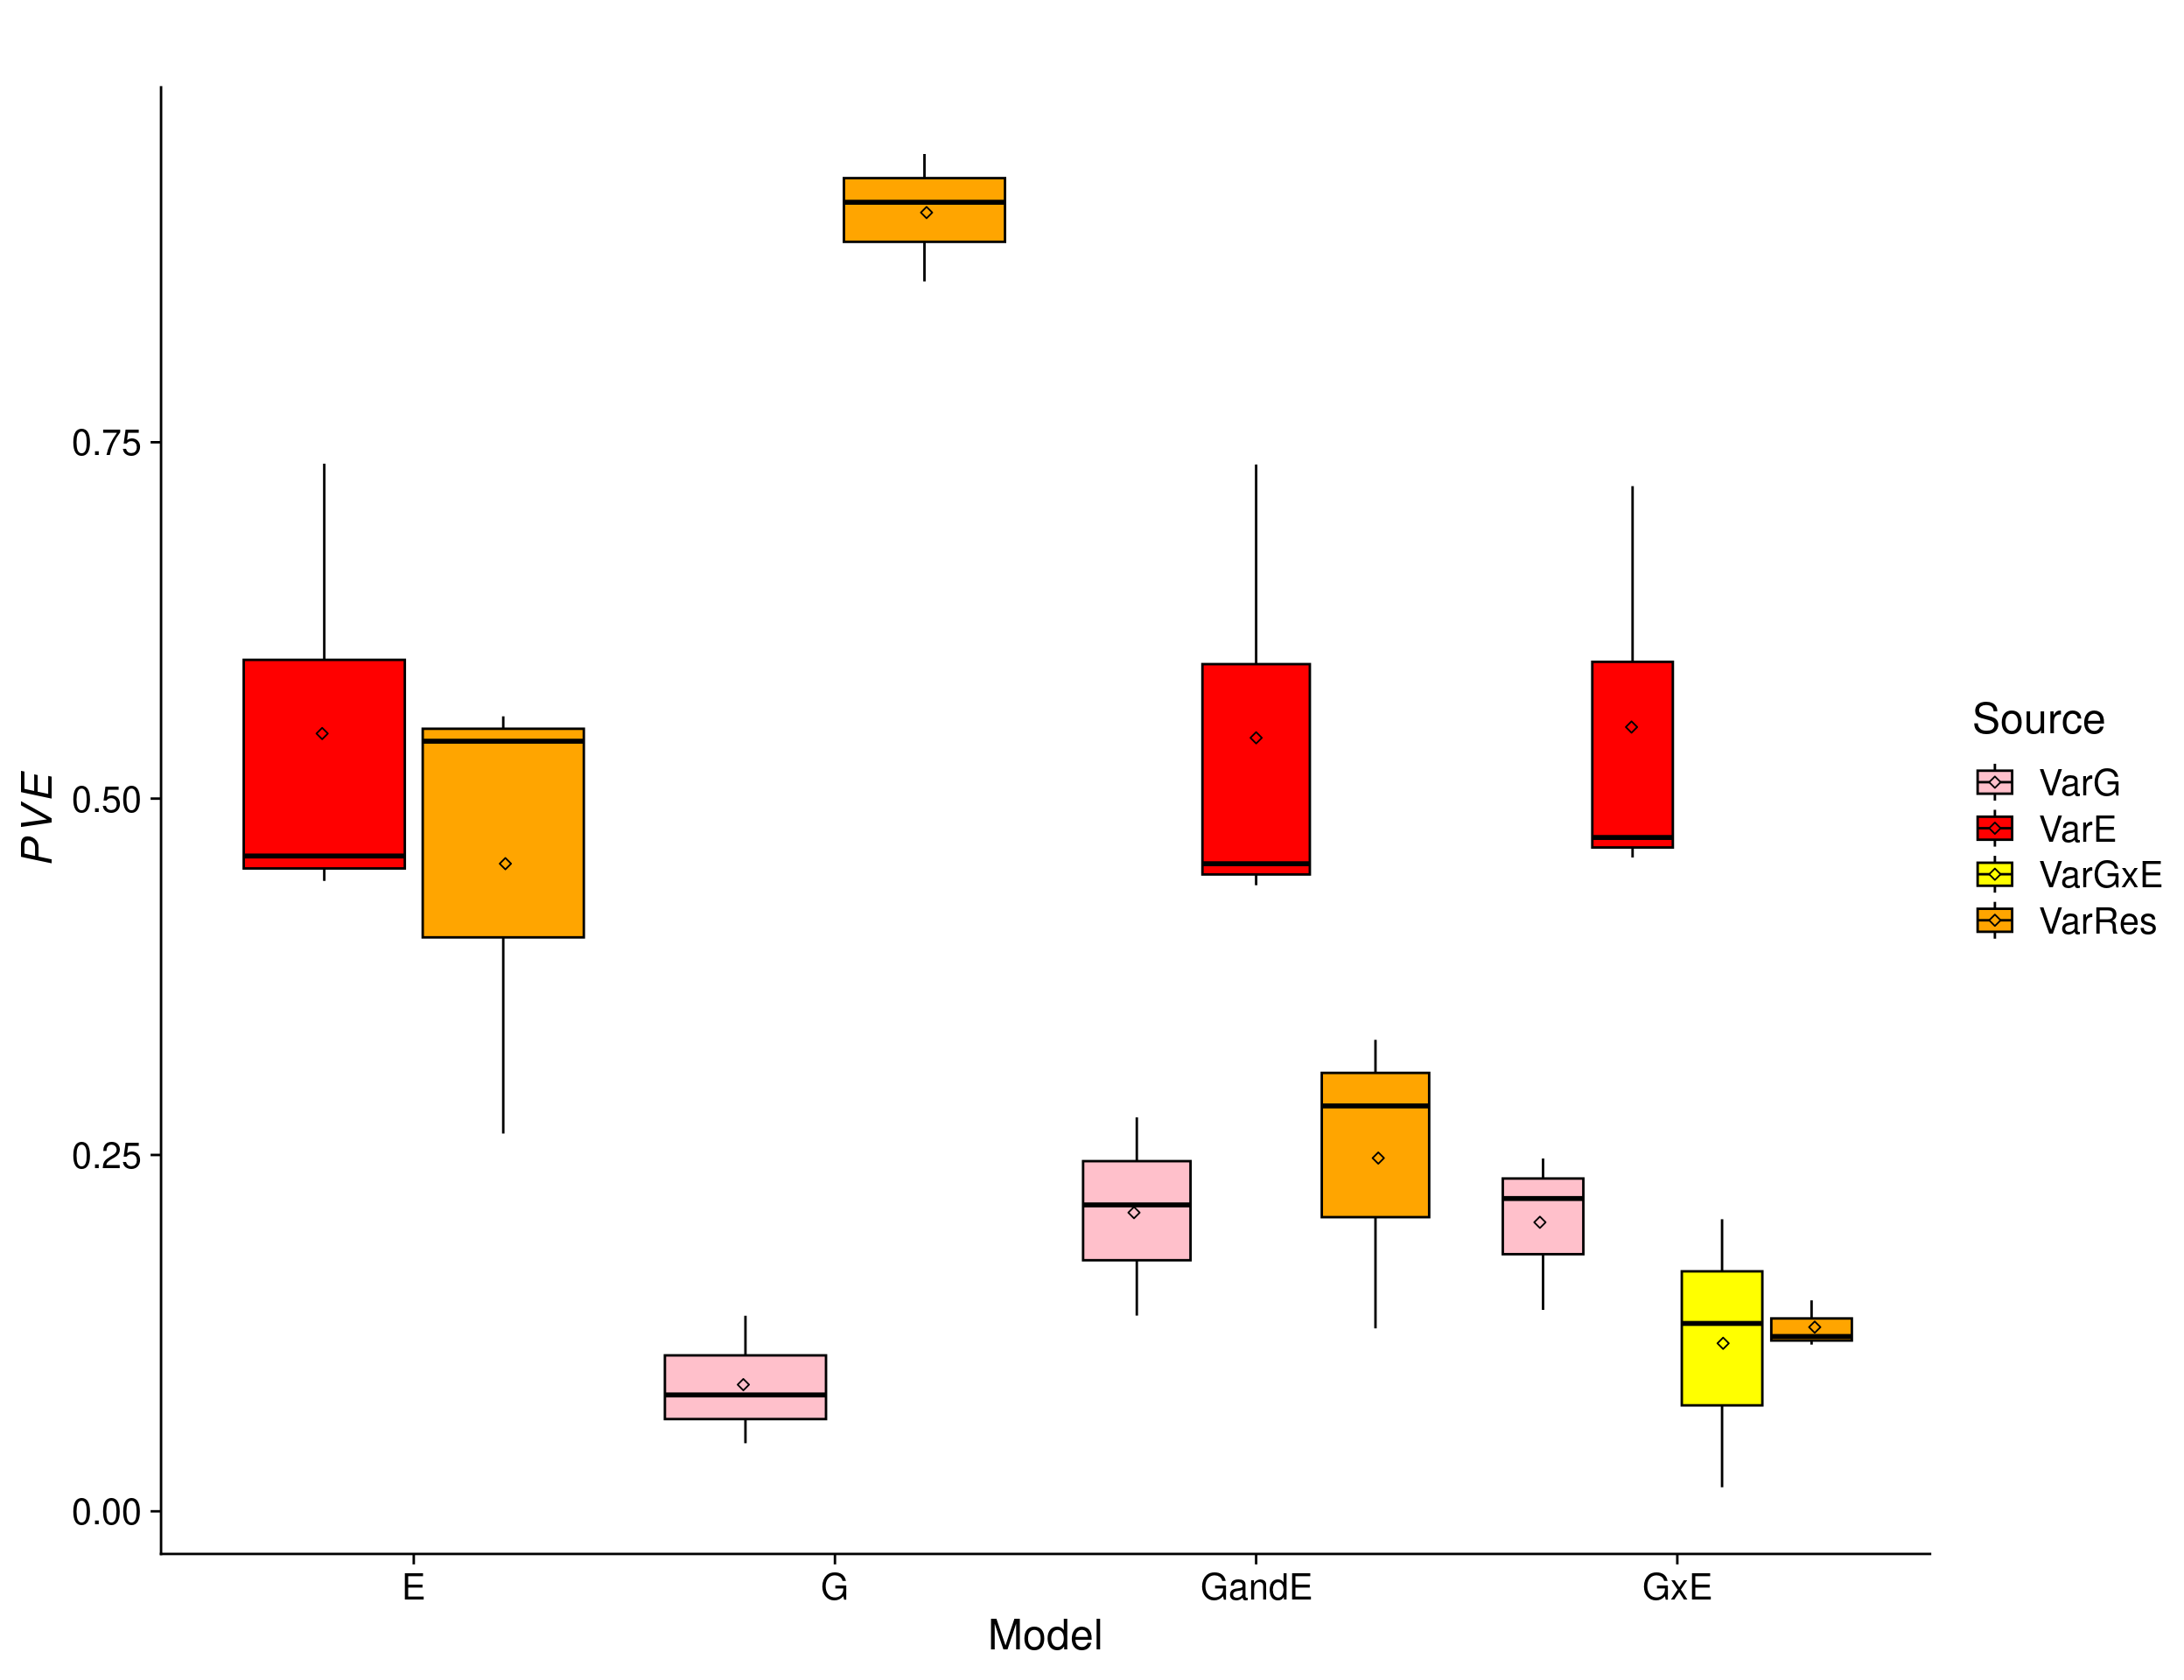 PVE
0.75
0.50
0.25
0.00
E
G
GandE
GxE
Model
Source
VarG
VarE
VarGxE
VarRes